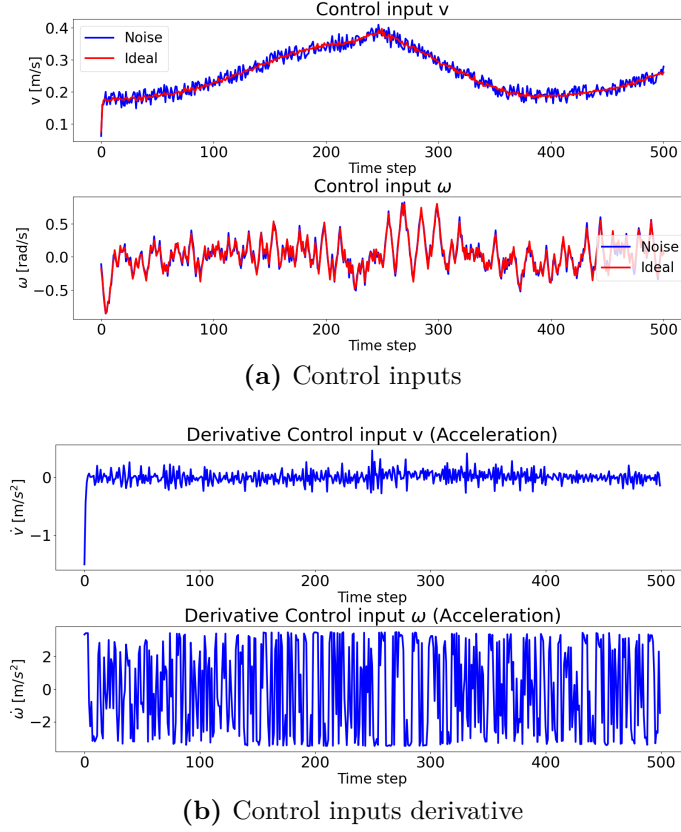 Control input v
v [m/s]
0.4
0.3
0.2
0.1
Noise
Ideal
0 100 200 300 400 500
Time step
Control input ω
ω [rad/s]
0.5
0.0
−0.5
Noise
Ideal
0 100 200 300 400 500
Time step
(a) Control inputs
Derivative Control input v (Acceleration)
v̇ [m/s²]
0
−1
0 100 200 300 400 500
Time step
Derivative Control input ω (Acceleration)
ω̇ [m/s²]
2
0
−2
0 100 200 300 400 500
Time step
(b) Control inputs derivative